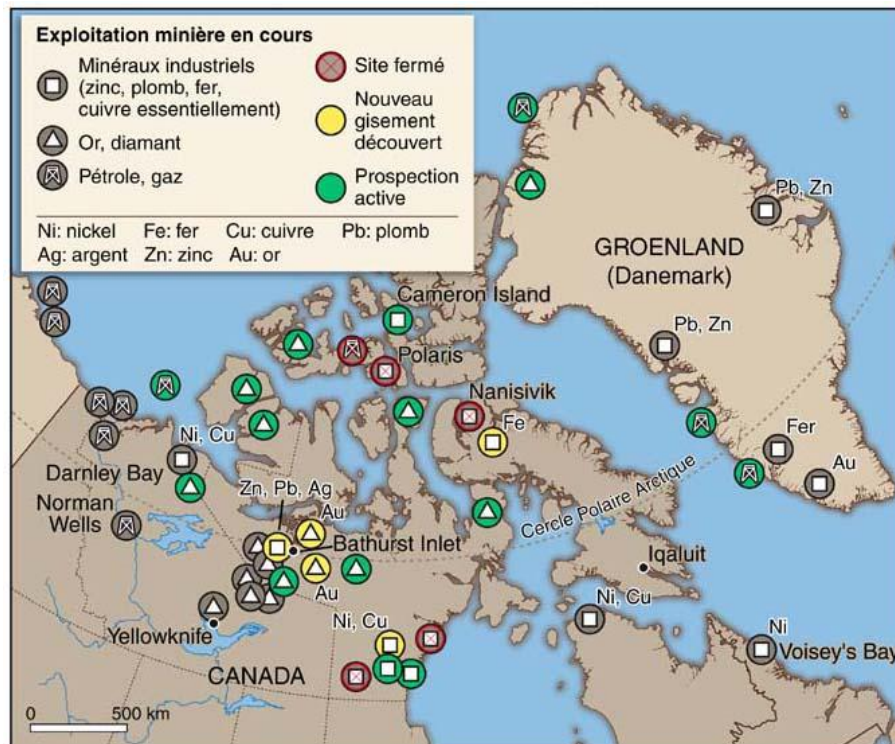 Exploitation minière en cours
Minéraux industriels
(zinc, plomb, fer,
cuivre essentiellement)
Or, diamant
Pétrole, gaz
Site fermé
Nouveau
gisement
découvert
Prospection
active
Ni: nickel Fe: fer Cu: cuivre Pb: plomb
Ag: argent Zn: zinc Au: or
Pb, Zn
GROENLAND
(Danemark)
Cameron Island
Pb, Zn
Polaris
Nanisivik
Fe
Ni, Cu
Fer
Darnley Bay
Au
Zn, Pb, Ag
Au
Norman
Wells
Cercle Polaire Arctique
Bathurst Inlet
Iqaluit
Au
Ni, Cu
Yellowknife
Ni, Cu
Ni
Voisey's Bay
CANADA
0 500 km